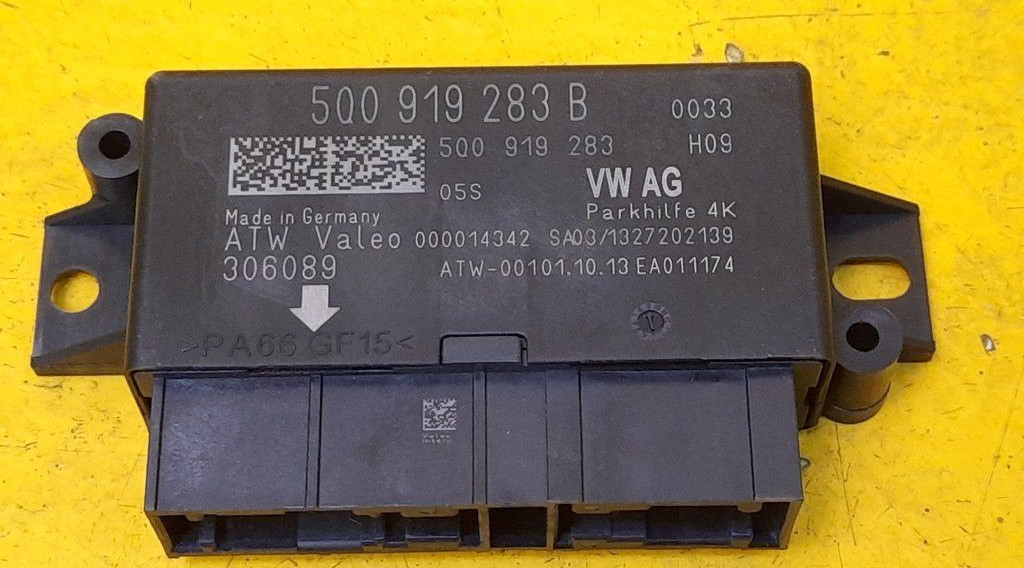 5Q0 919 283 B 0033
5Q0 919 283 H09
05S VW AG
Parkhilfe 4K
Made in Germany
ATW Valeo 000014342 SA03/1327202139
306089 ATW-00101.10.13 EA011174
>PA66 GF15<